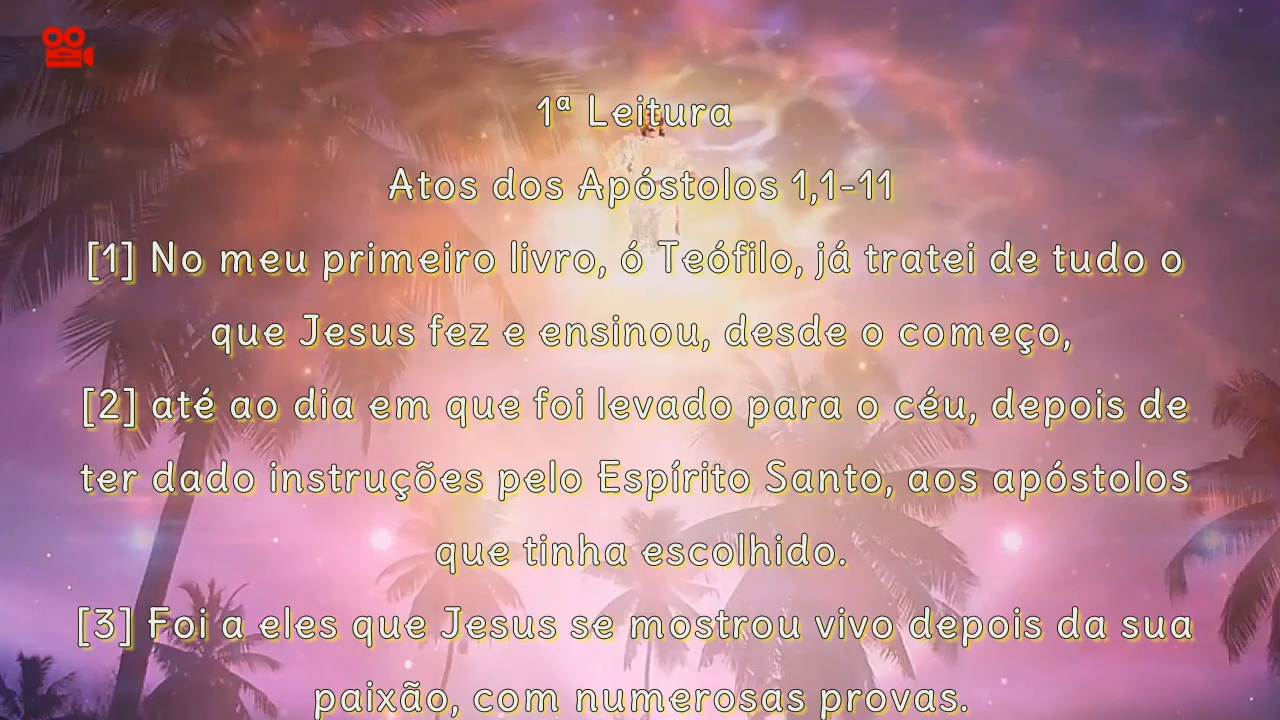 1ª Leitura
Atos dos Apóstolos 1,1-11
[1] No meu primeiro livro, ó Teófilo, já tratei de tudo o
que Jesus fez e ensinou, desde o começo,
[2] até ao dia em que foi levado para o céu, depois de
ter dado instruções pelo Espírito Santo, aos apóstolos
que tinha escolhido.
[3] Foi a eles que Jesus se mostrou vivo depois da sua
paixão, com numerosas provas.